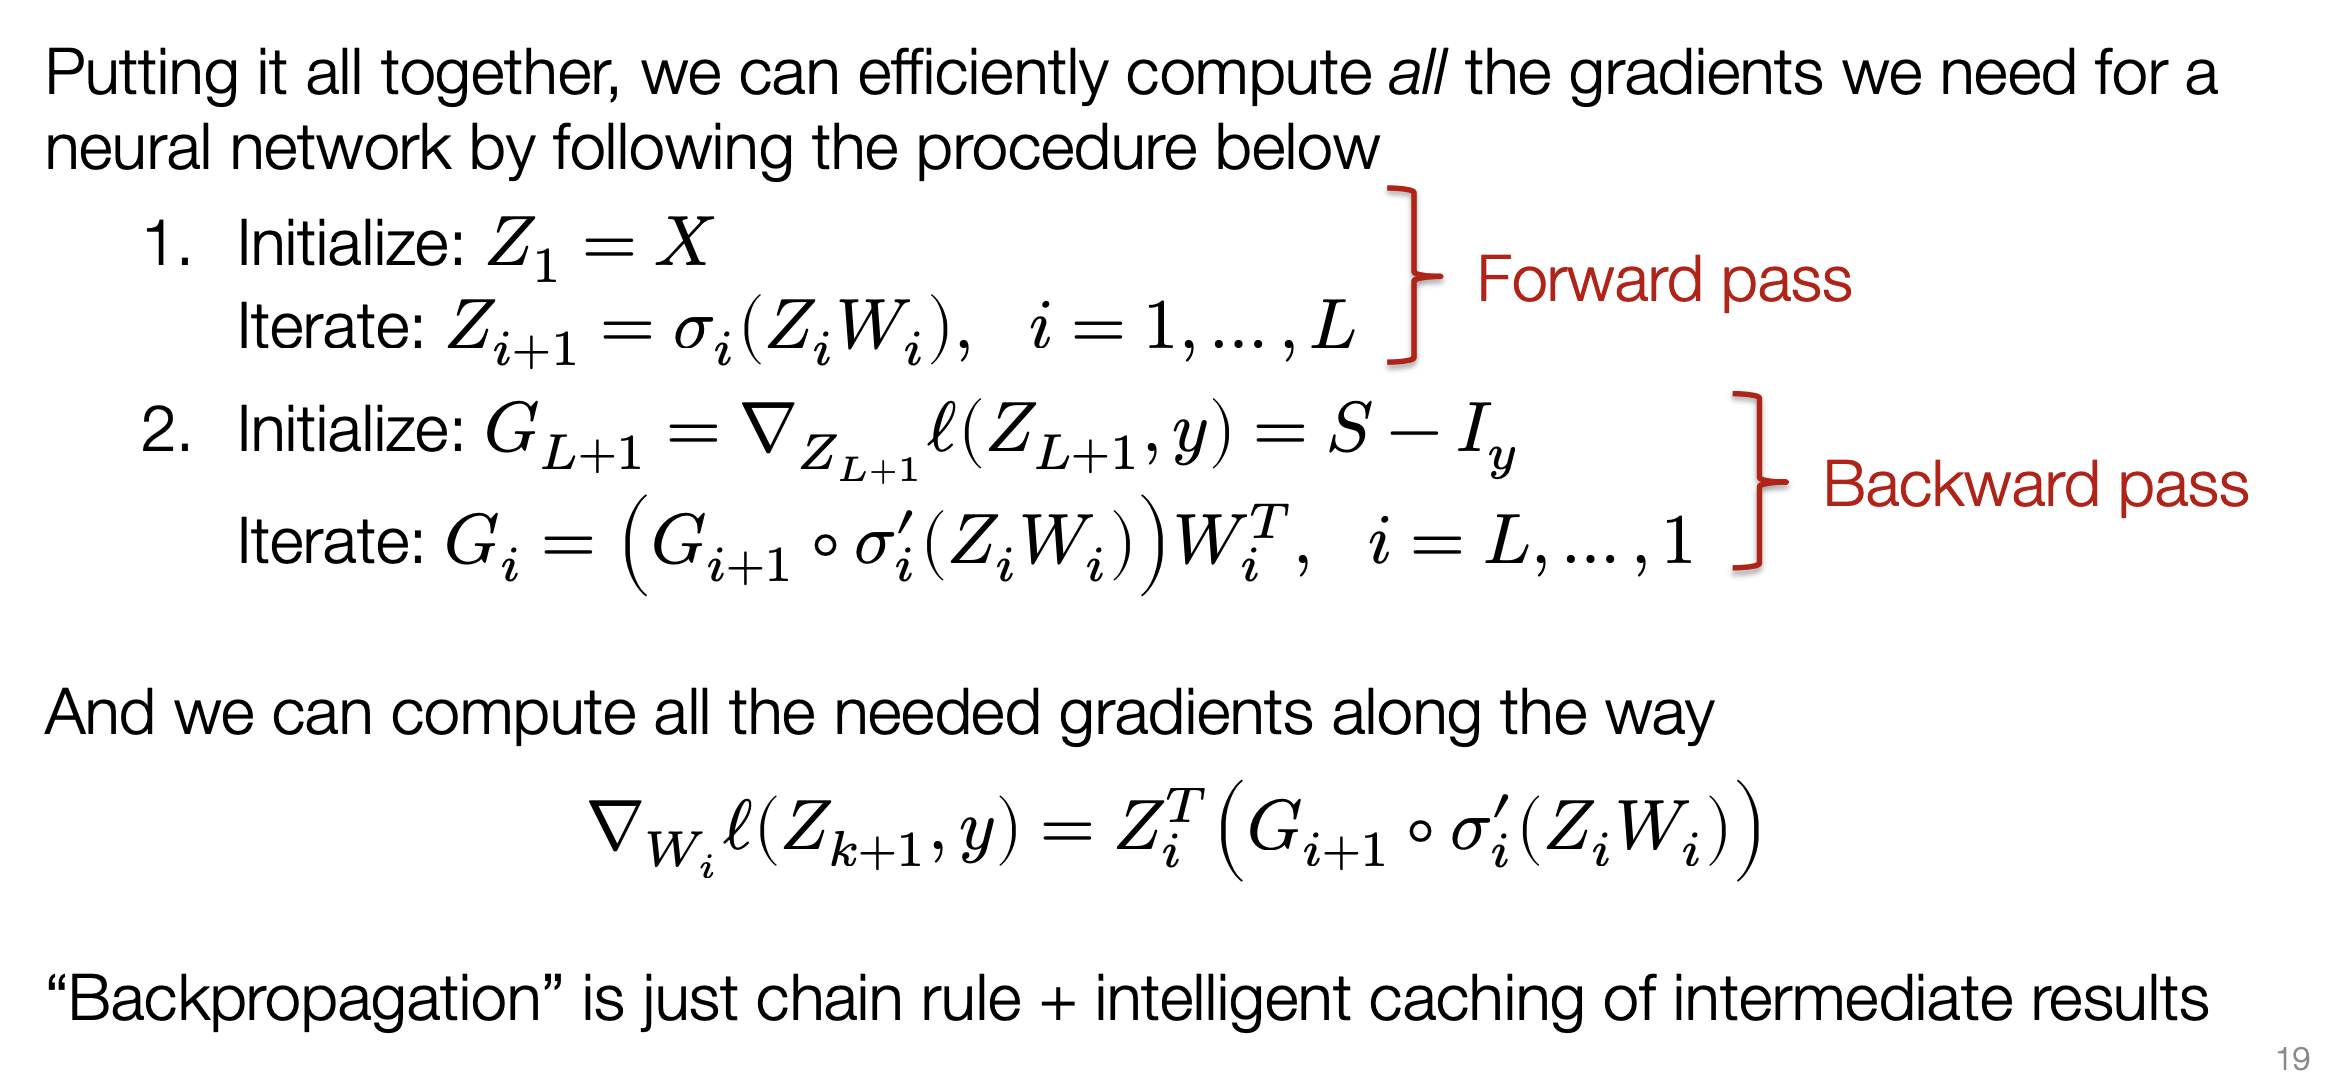 Putting it all together, we can efficiently compute all the gradients we need for a
neural network by following the procedure below
1. Initialize: $Z_1 = X$
Iterate: $Z_{i+1} = \sigma_i(Z_i W_i), \quad i = 1, \ldots, L$
Forward pass
2. Initialize: $G_{L+1} = \nabla_{Z_{L+1}} \ell(Z_{L+1}, y) = S - I_y$
Iterate: $G_i = \left(G_{i+1} \circ \sigma_i'(Z_i W_i)\right) W_i^T, \quad i = L, \ldots, 1$
Backward pass
And we can compute all the needed gradients along the way
$\nabla_{W_i} \ell(Z_{k+1}, y) = Z_i^T \left(G_{i+1} \circ \sigma_i'(Z_i W_i)\right)$
“Backpropagation” is just chain rule + intelligent caching of intermediate results
19